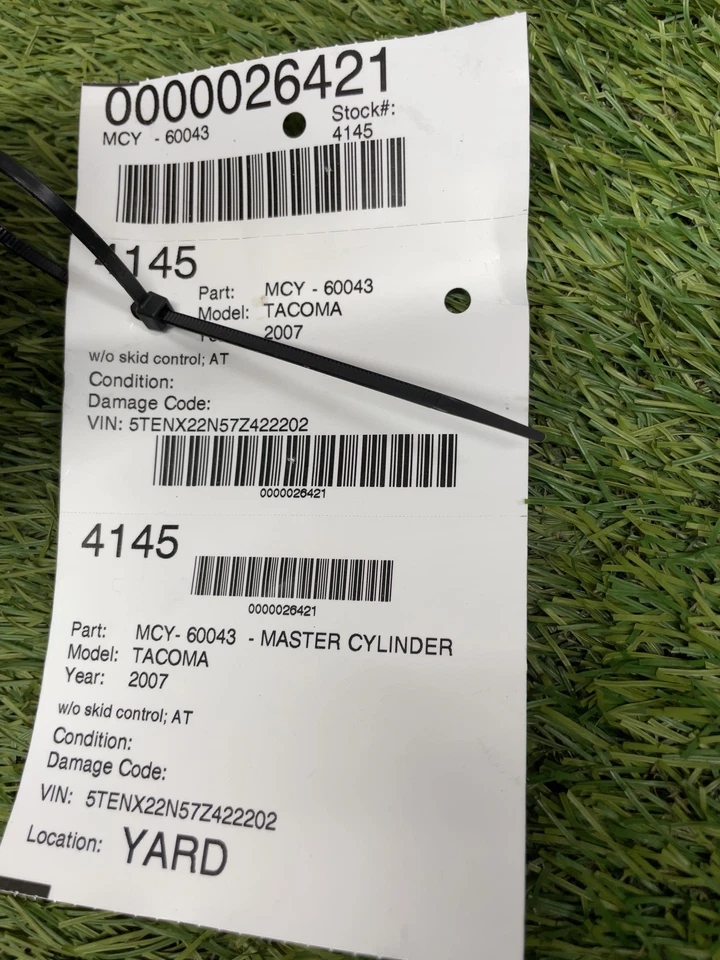 0000026421
MCY - 60043
Stock#:
4145
4145
Part: MCY - 60043
Model: TACOMA
2007
w/o skid control; AT
Condition:
Damage Code:
VIN: 5TENX22N57Z422202
0000026421
4145
0000026421
Part: MCY- 60043 - MASTER CYLINDER
Model: TACOMA
Year: 2007
w/o skid control; AT
Condition:
Damage Code:
VIN: 5TENX22N57Z422202
Location: YARD